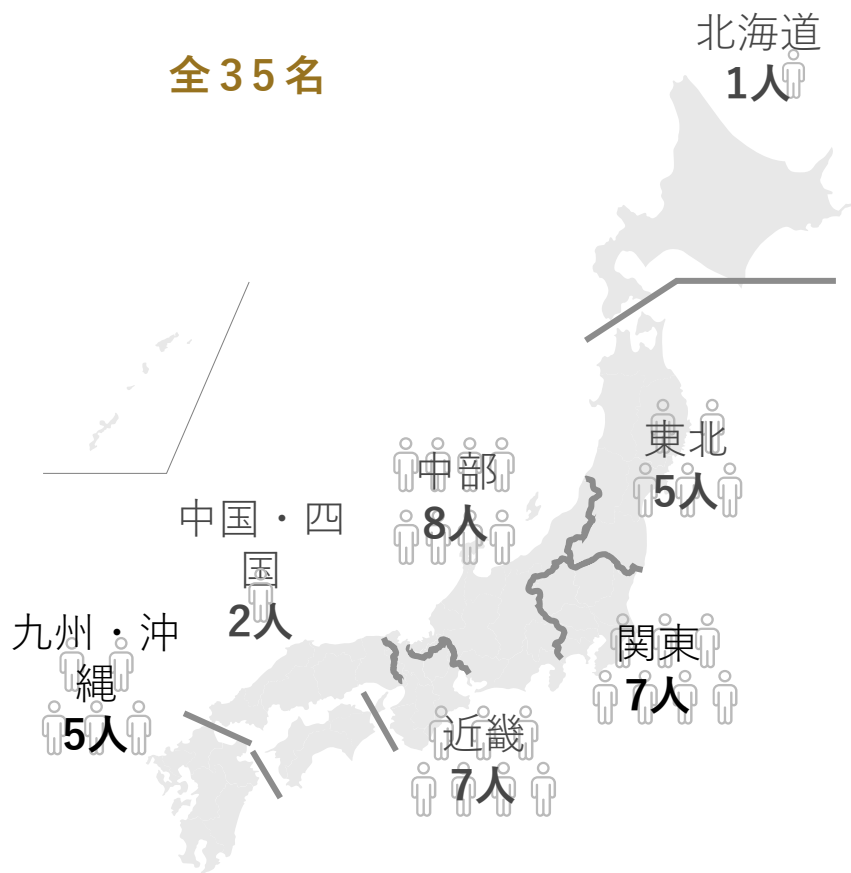 北海道
1人
全35名
東北
5人
中部
8人
中国・四
国
2人
九州・沖
縄
5人
関東
7人
近畿
7人